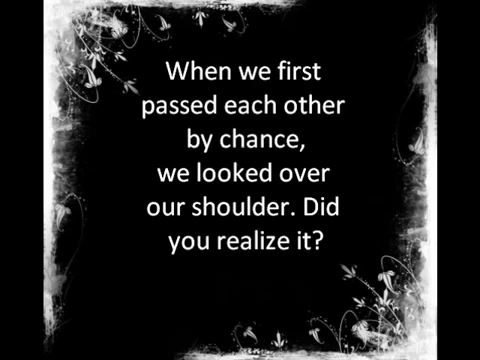 When we first
passed each other
by chance,
we looked over
our shoulder. Did
you realize it?